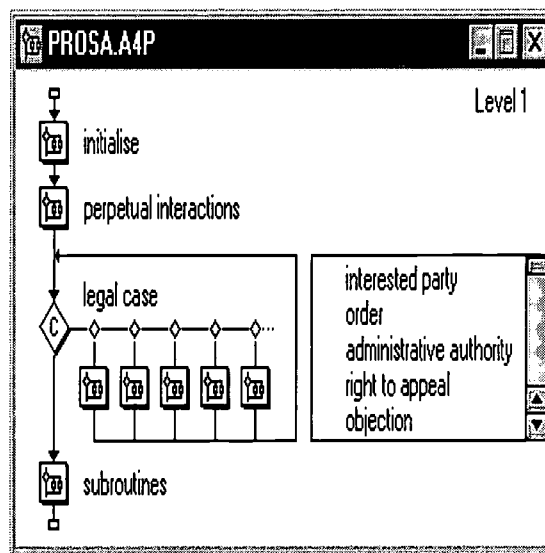 PROSA.A4P
Level 1
initialise
perpetual interactions
legal case
C
interested party
order
administrative authority
right to appeal
objection
subroutines